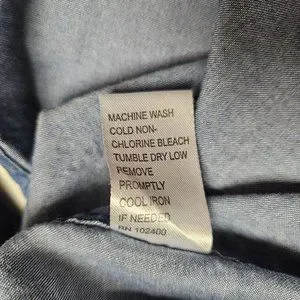 MACHINE WASH
COLD NON-
CHLORINE BLEACH
TUMBLE DRY LOW
REMOVE
PROMPTLY
COOL IRON
IF NEEDED
RN 102400